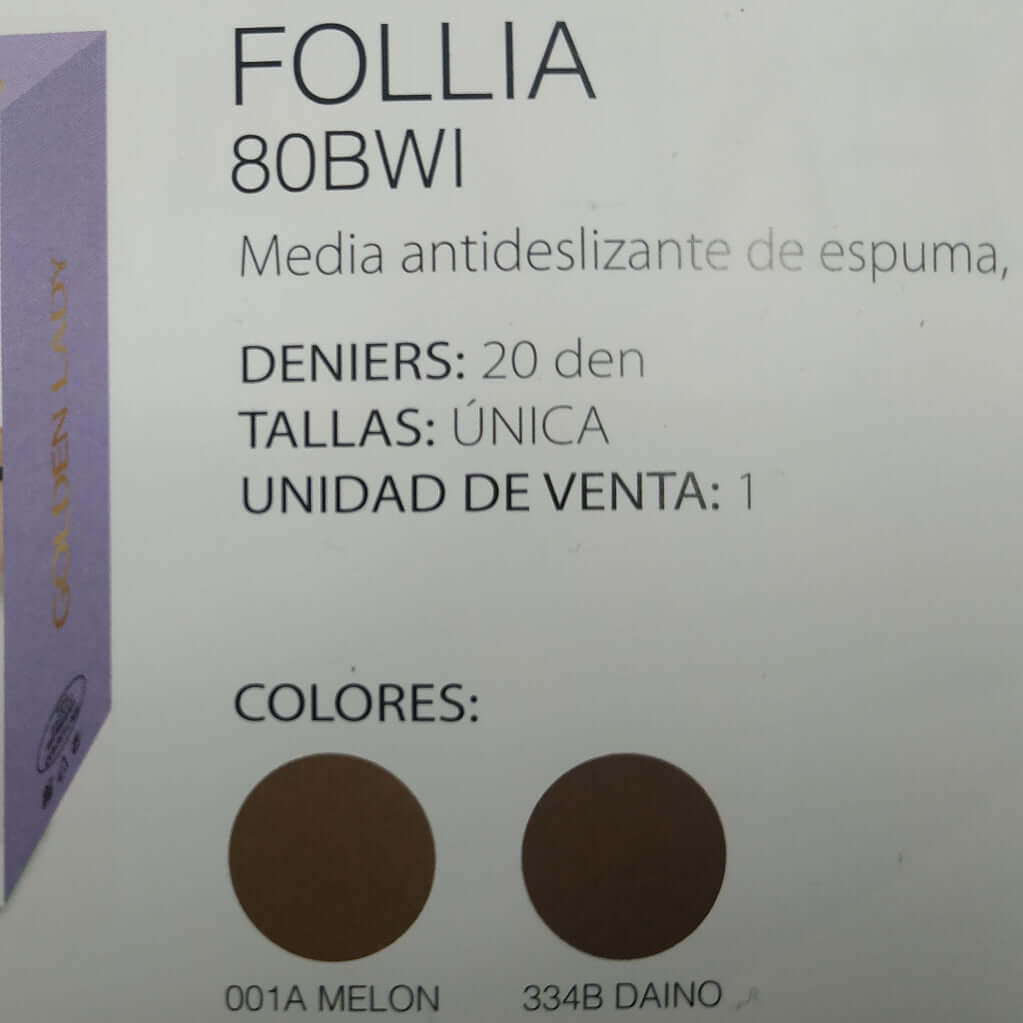 FOLLIA
80BWI
Media antideslizante de espuma,
DENIERS: 20 den
TALLAS: ÚNICA
UNIDAD DE VENTA: 1
COLORES:
001A MELON
334B DAINO
GOLDEN LADY